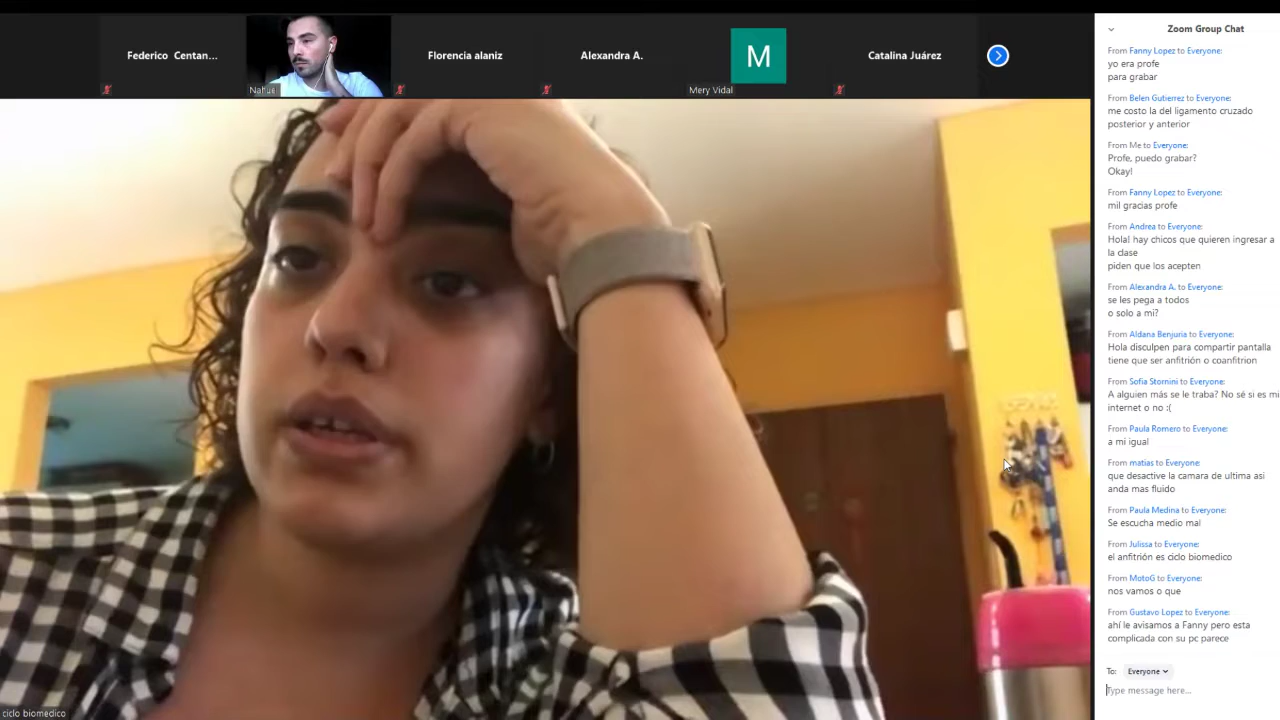 Federico Centan...
Nahuel
Florencia alaniz
Alexandra A.
M
Mery Vidal
Catalina Juárez
ciclo biomedico
Zoom Group Chat
From Fanny Lopez to Everyone:
yo era profe
para grabar
From Belen Gutierrez to Everyone:
me costo la del ligamento cruzado
posterior y anterior
From Me to Everyone:
Profe, puedo grabar?
Okay!
From Fanny Lopez to Everyone:
mil gracias profe
From Andrea to Everyone:
Hola! hay chicos que quieren ingresar a
la clase
piden que los acepten
From Alexandra A. to Everyone:
se les pega a todos
o solo a mi?
From Aldana Benjuria to Everyone:
Hola disculpen para compartir pantalla
tiene que ser anfitrión o coanfitrion
From Sofia Stornini to Everyone:
A alguien más se le traba? No sé si es mi
internet o no :(
From Paula Romero to Everyone:
a mi igual
From matias to Everyone:
que desactive la camara de ultima asi
anda mas fluido
From Paula Medina to Everyone:
Se escucha medio mal
From Julissa to Everyone:
el anfitrión es ciclo biomedico
From MotoG to Everyone:
nos vamos o que
From Gustavo Lopez to Everyone:
ahí le avisamos a Fanny pero esta
complicada con su pc parece
To: Everyone
Type message here...